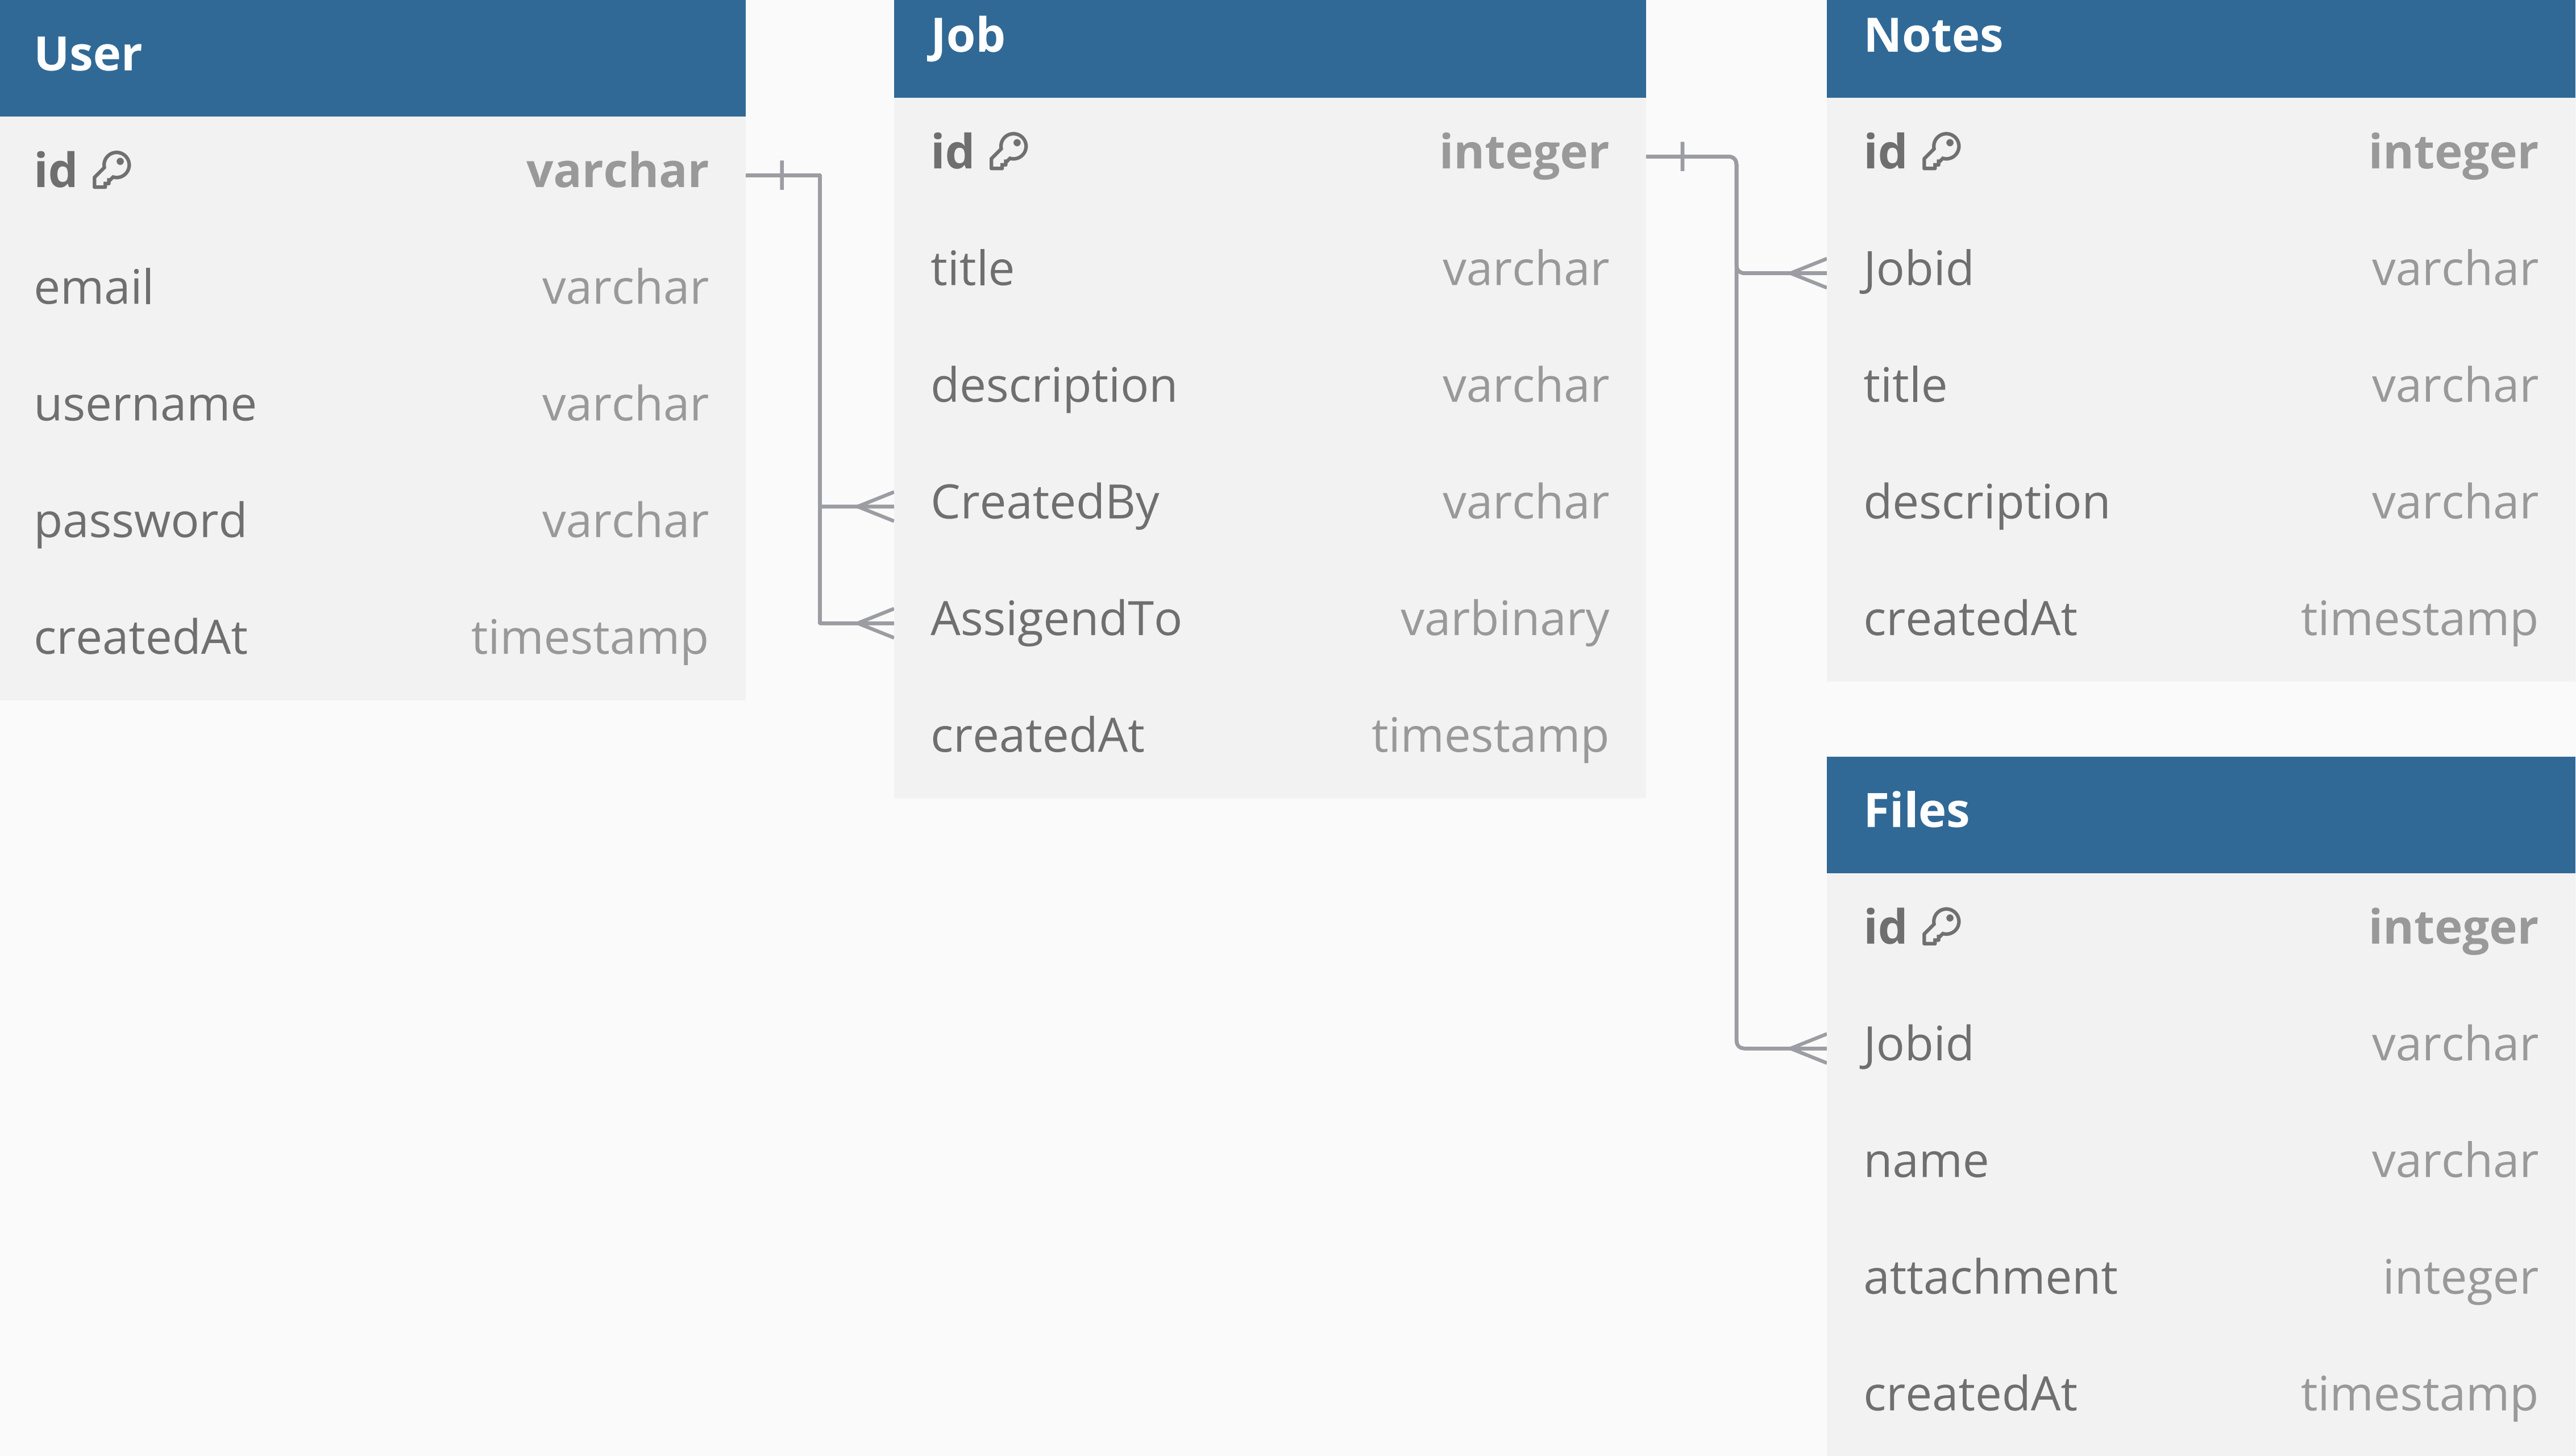 User
id varchar
email varchar
username varchar
password varchar
createdAt timestamp
Job
id integer
title varchar
description varchar
CreatedBy varchar
AssigendTo varbinary
createdAt timestamp
Notes
id integer
Jobid varchar
title varchar
description varchar
createdAt timestamp
Files
id integer
Jobid varchar
name varchar
attachment integer
createdAt timestamp